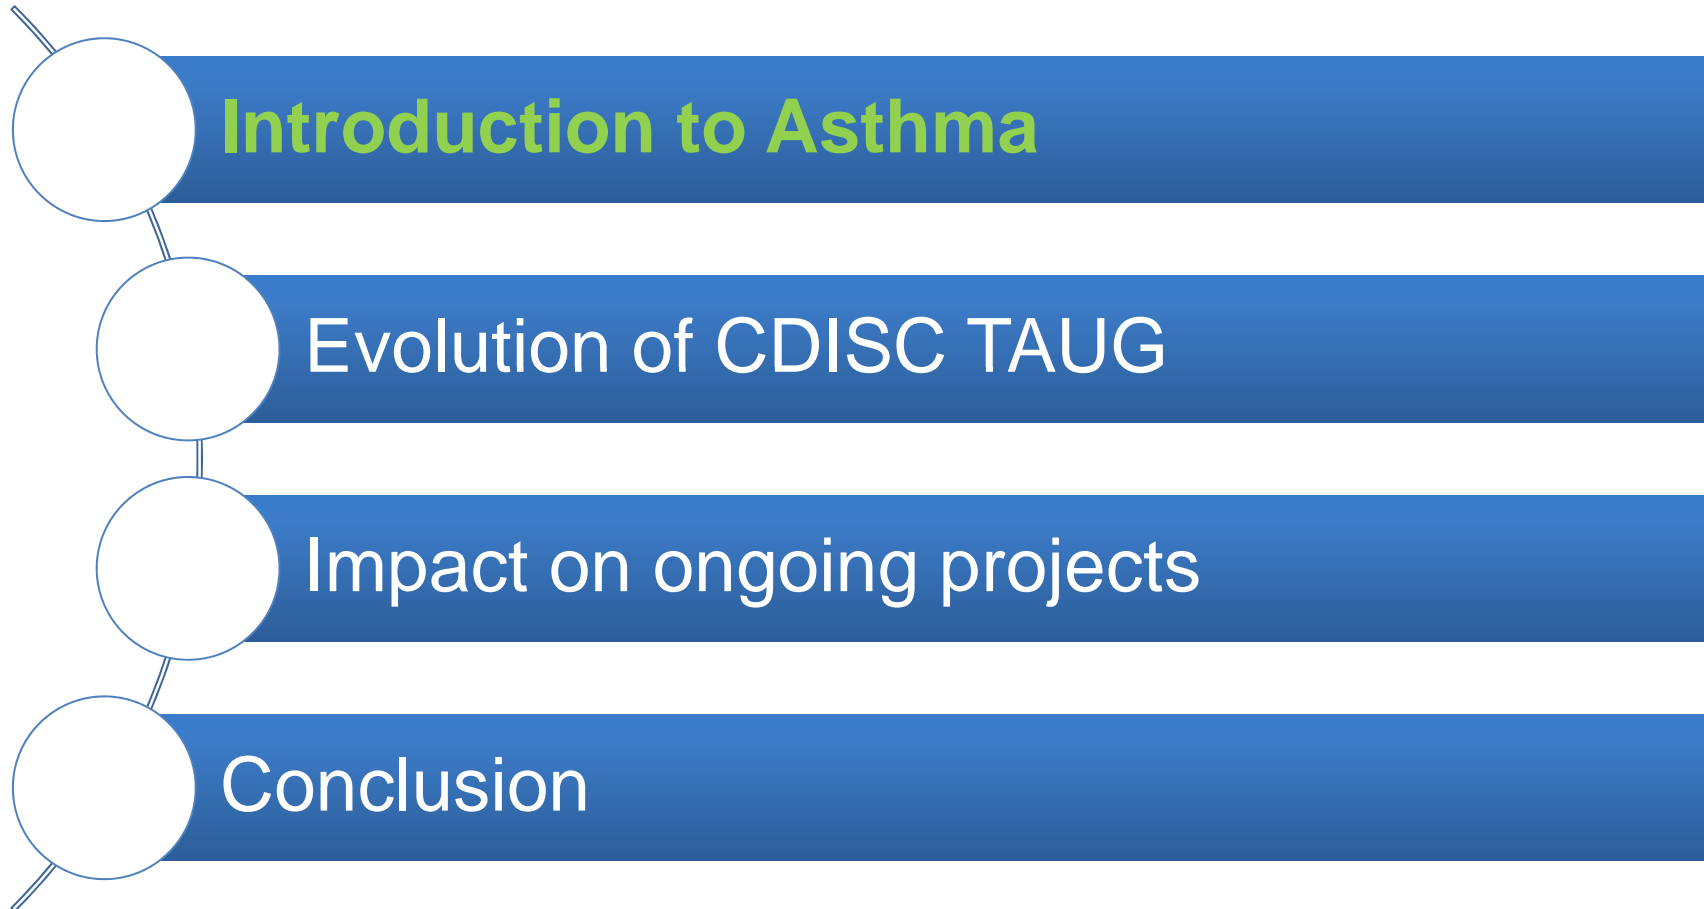 Introduction to Asthma
Evolution of CDISC TAUG
Impact on ongoing projects
Conclusion